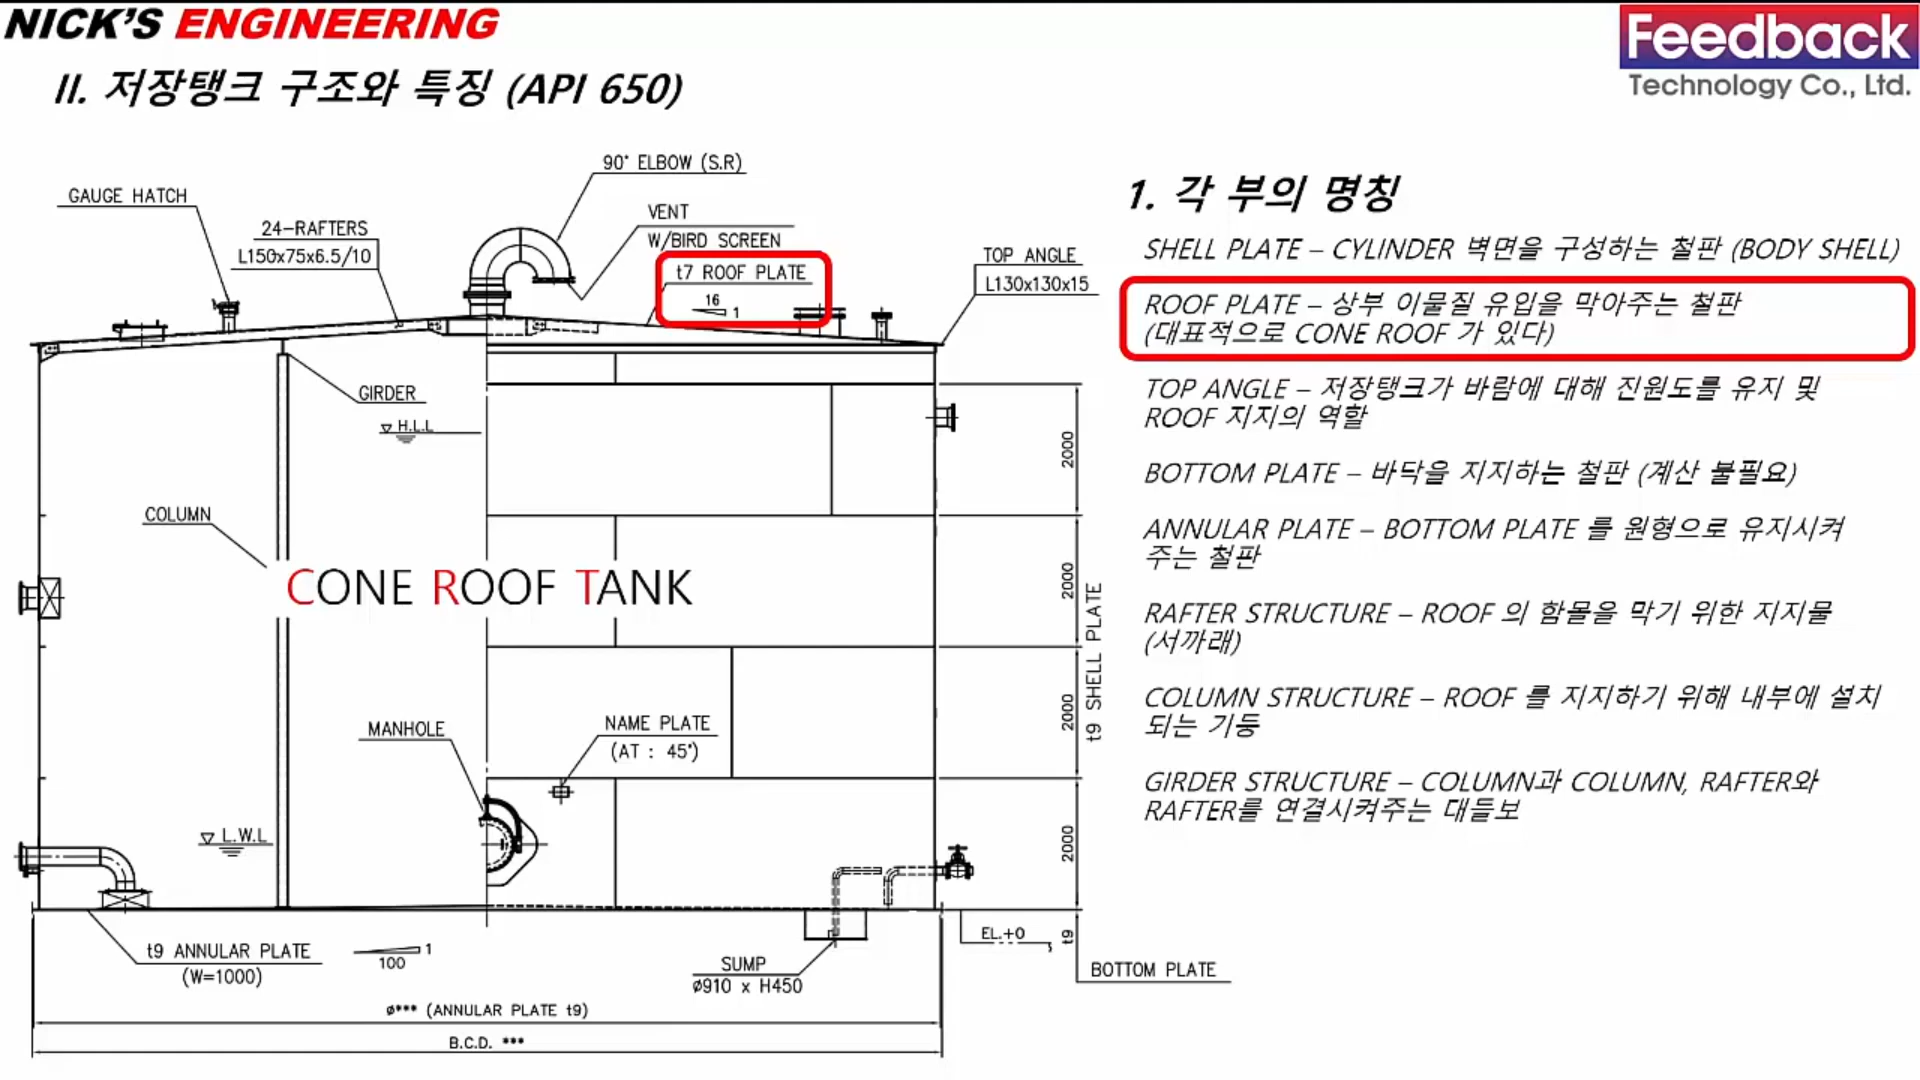 NICK'S ENGINEERING
Feedback
Technology Co., Ltd.
II. 저장탱크 구조와 특징 (API 650)
90° ELBOW (S.R)
GAUGE HATCH
24-RAFTERS
L150x75x6.5/10
VENT
W/BIRD SCREEN
t7 ROOF PLATE
16
1
TOP ANGLE
L130x130x15
GIRDER
H.L.L
COLUMN
CONE ROOF TANK
2000
2000
2000
2000
t9 SHELL PLATE
MANHOLE
NAME PLATE
(AT : 45°)
L.W.L
t9 ANNULAR PLATE
(W=1000)
1
100
SUMP
Ø910 x H450
EL.+0
t9
BOTTOM PLATE
ø*** (ANNULAR PLATE t9)
B.C.D. ***
1. 각 부의 명칭
SHELL PLATE – CYLINDER 벽면을 구성하는 철판 (BODY SHELL)
ROOF PLATE – 상부 이물질 유입을 막아주는 철판
(대표적으로 CONE ROOF 가 있다)
TOP ANGLE – 저장탱크가 바람에 대해 진원도를 유지 및
ROOF 지지의 역할
BOTTOM PLATE – 바닥을 지지하는 철판 (계산 불필요)
ANNULAR PLATE – BOTTOM PLATE 를 원형으로 유지시켜
주는 철판
RAFTER STRUCTURE – ROOF 의 함몰을 막기 위한 지지물
(서까래)
COLUMN STRUCTURE – ROOF 를 지지하기 위해 내부에 설치
되는 기둥
GIRDER STRUCTURE – COLUMN과 COLUMN, RAFTER와
RAFTER를 연결시켜주는 대들보